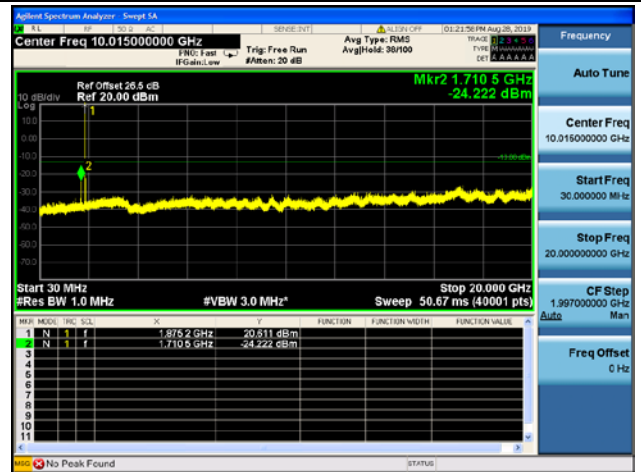 Agilent Spectrum Analyzer - Swept SA
RL RF 50 Ω AC SENSE:INT ALIGN OFF 01:21:58 PM Aug 28, 2019
Center Freq 10.015000000 GHz
PNO: Fast
IFGain:Low
Trig: Free Run
#Atten: 20 dB
Avg Type: RMS
Avg|Hold: 38/100
TRACE 1 2 3 4 5 6
TYPE
DET A A A A A A
Frequency
Auto Tune
Ref Offset 26.5 dB
Ref 20.00 dBm
10 dB/div
Log
Mkr2 1.710 5 GHz
-24.222 dBm
1
2
10.0
0.00
-10.0
-20.0
-30.0
-40.0
-50.0
-60.0
-70.0
-13.00 dBm
Center Freq
10.015000000 GHz
Start Freq
30.000000 MHz
Stop Freq
20.000000000 GHz
Start 30 MHz
Stop 20.000 GHz
#Res BW 1.0 MHz
#VBW 3.0 MHz*
Sweep 50.67 ms (40001 pts)
CF Step
1.997000000 GHz
Auto Man
MKR MODE TRC SCL X Y FUNCTION FUNCTION WIDTH FUNCTION VALUE
1 N 1 f 1.875 2 GHz 20.611 dBm
2 N 1 f 1.710 5 GHz -24.222 dBm
3
4
5
6
7
8
9
10
11
Freq Offset
0 Hz
MSG No Peak Found
STATUS